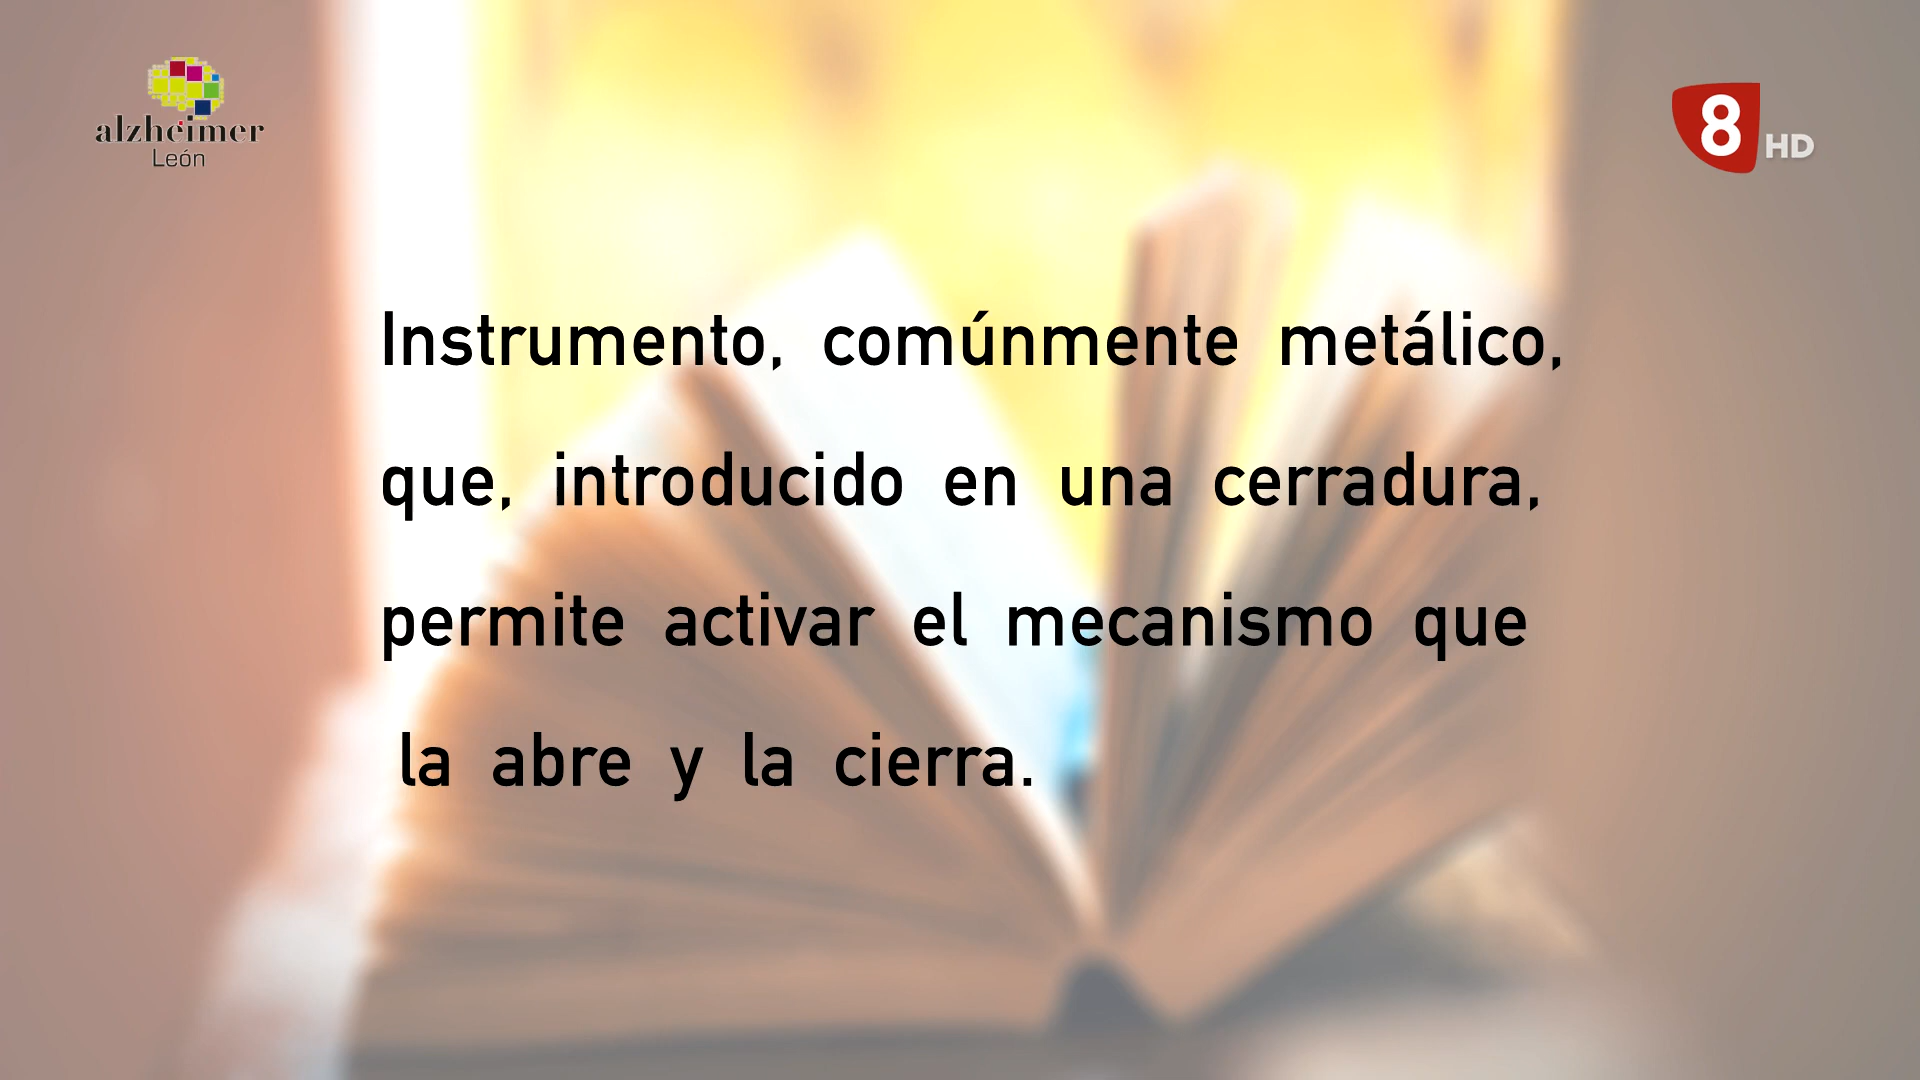 alzheimer
León
8 HD
Instrumento, comúnmente metálico,
que, introducido en una cerradura,
permite activar el mecanismo que
la abre y la cierra.